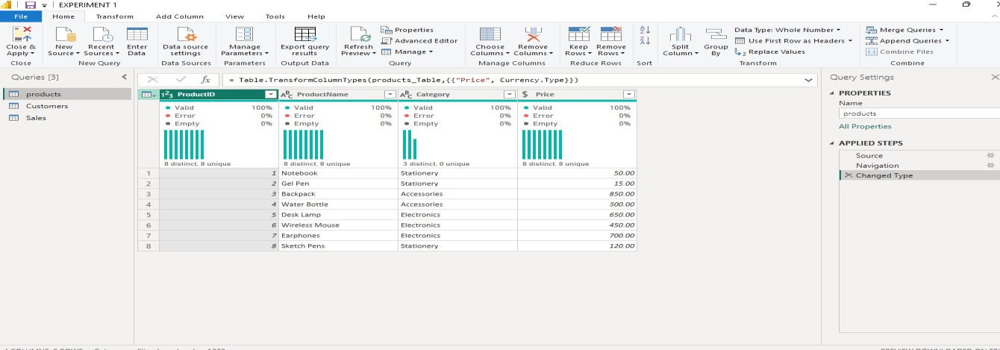 EXPERIMENT 1
File Home Transform Add Column View Tools Help
Close & Apply
New Source
Recent Sources
Enter Data
Data source settings
Manage Parameters
Export query results
Refresh Preview
Properties
Advanced Editor
Manage
Choose Columns
Remove Columns
Keep Rows
Remove Rows
Split Column
Group By
Data Type: Whole Number
Use First Row as Headers
Replace Values
Merge Queries
Append Queries
Combine Files
Close New Query Data Sources Parameters Output Data Query Manage Columns Reduce Rows Sort Transform Combine
Queries [3]
products
Customers
Sales
fx = Table.TransformColumnTypes(products_Table,{{"Price", Currency.Type}})
123 ProductID ABC ProductName ABC Category $ Price
Valid 100% Valid 100% Valid 100% Valid 100%
Error 0% Error 0% Error 0% Error 0%
Empty 0% Empty 0% Empty 0% Empty 0%
8 distinct, 8 unique 8 distinct, 8 unique 3 distinct, 0 unique 8 distinct, 8 unique
1 1 Notebook Stationery 50.00
2 2 Gel Pen Stationery 15.00
3 3 Backpack Accessories 850.00
4 4 Water Bottle Accessories 300.00
5 5 Desk Lamp Electronics 650.00
6 6 Wireless Mouse Electronics 450.00
7 7 Earphones Electronics 700.00
8 8 Sketch Pens Stationery 120.00
Query Settings
PROPERTIES
Name
products
All Properties
APPLIED STEPS
Source
Navigation
Changed Type